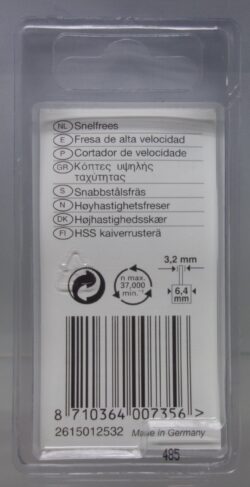 NL Snelfrees
E Fresa de alta velocidad
P Cortador de velocidade
GR Κόπτες υψηλής
ταχύτητας
S Snabbstålsfräs
N Høyhastighetsfreser
DK Højhastighedsskær
FI HSS kaiverrusterä
3,2 mm
n max.
37,000
min.⁻¹
6,4
mm
8 710364 007356 >
2615012532 Made in Germany
485